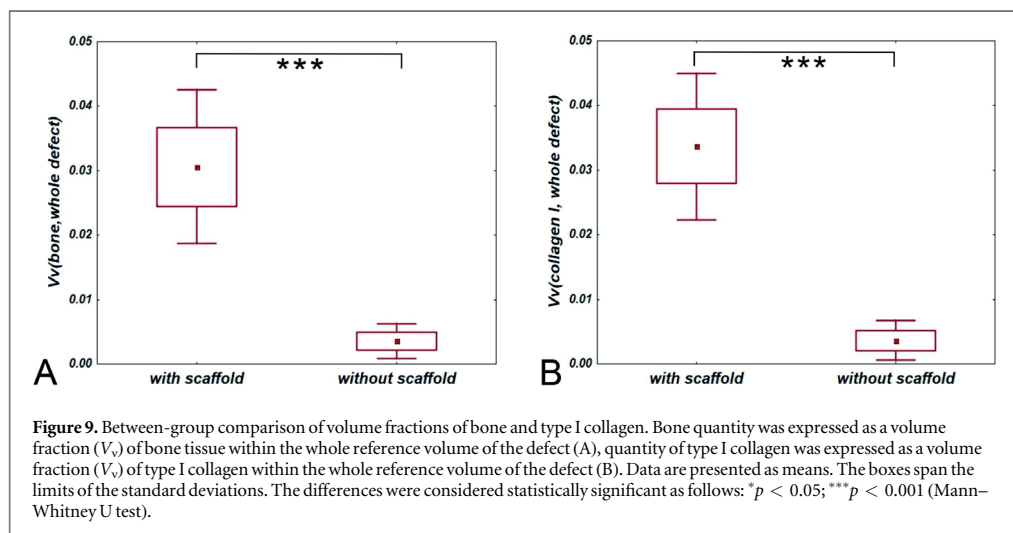 0.05
0.04
0.03
0.02
0.01
0.00
Vv(bone,whole defect)
***
with scaffold
without scaffold
A
0.05
0.04
0.03
0.02
0.01
0.00
Vv(collagen I, whole defect)
***
with scaffold
without scaffold
B
Figure 9. Between-group comparison of volume fractions of bone and type I collagen. Bone quantity was expressed as a volume
fraction (Vv) of bone tissue within the whole reference volume of the defect (A), quantity of type I collagen was expressed as a volume
fraction (Vv) of type I collagen within the whole reference volume of the defect (B). Data are presented as means. The boxes span the
limits of the standard deviations. The differences were considered statistically significant as follows: *p < 0.05; ***p < 0.001 (Mann–
Whitney U test).